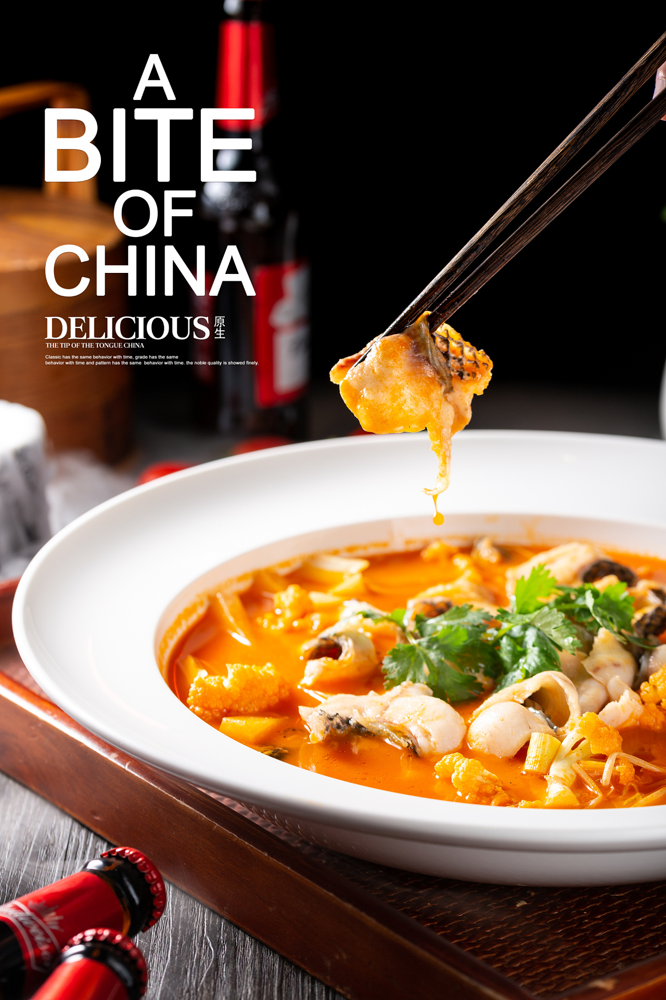 A
BITE
OF
CHINA
DELICIOUS 原生
THE TIP OF THE TONGUE CHINA
Classic has the same behavior with time, grade has the same
behavior with time and pattern has the same behavior with time. the noble quality is showed finely.